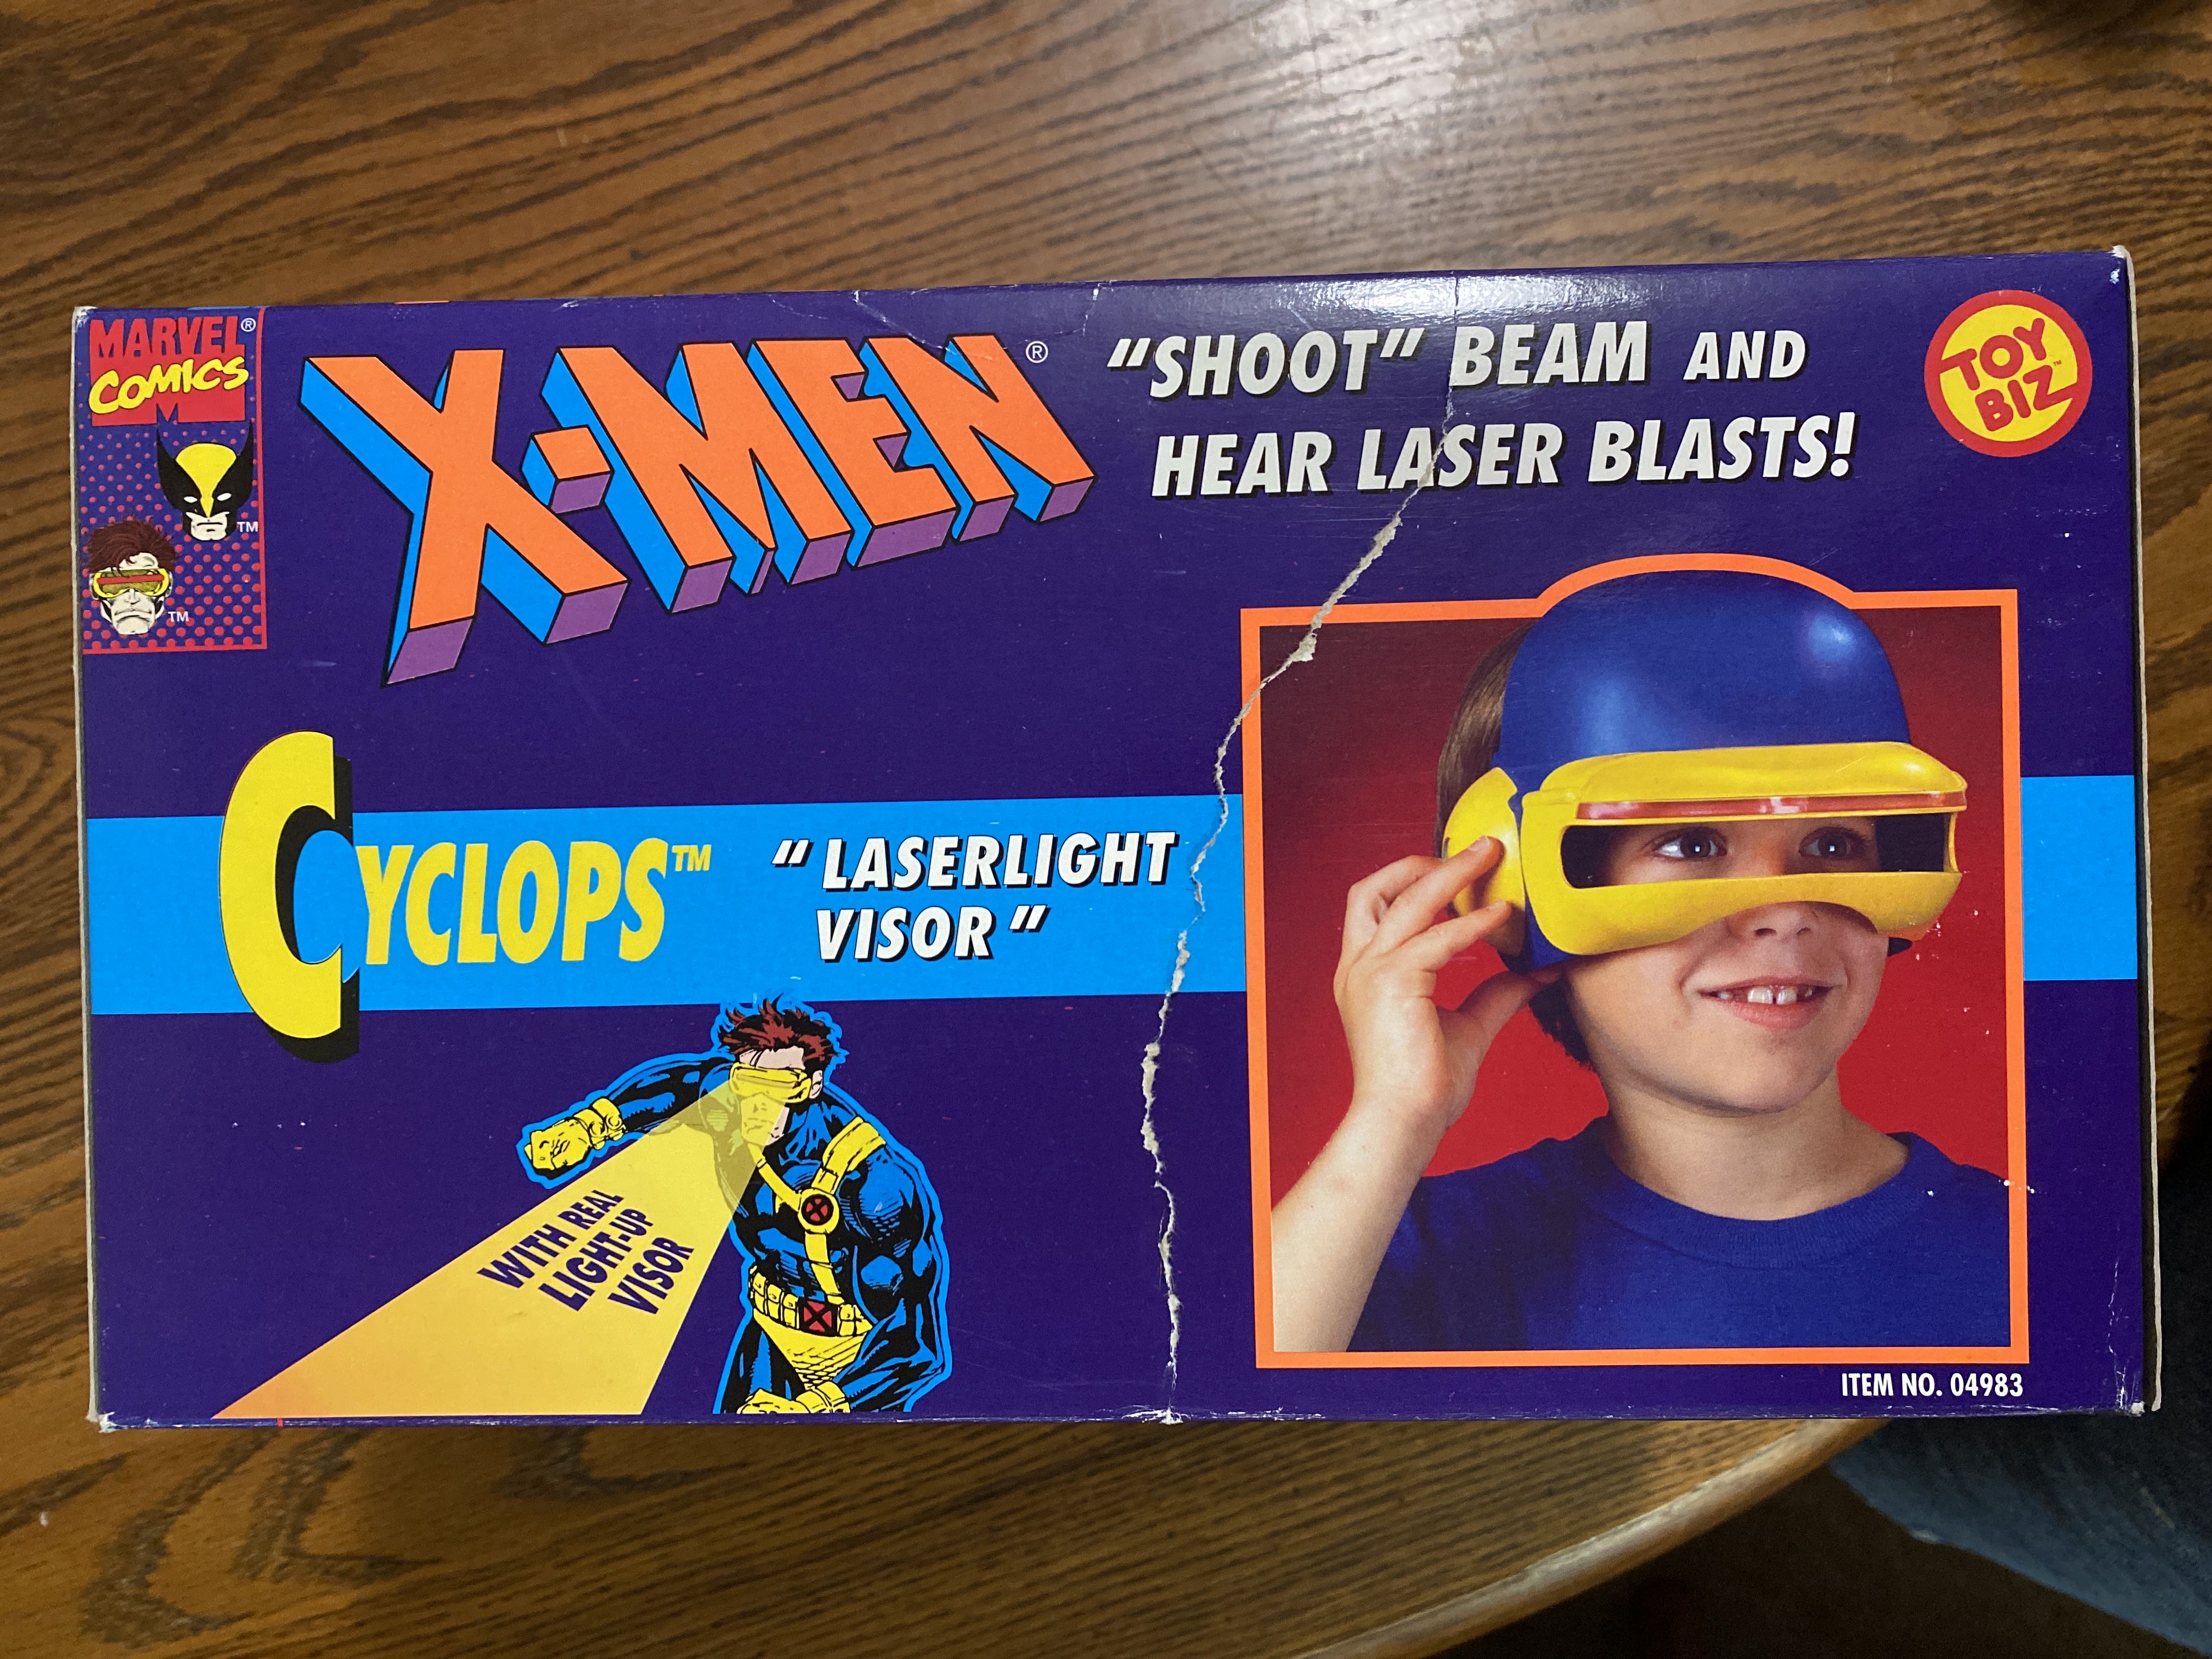 MARVEL®
COMICS
M
TM
TM
X-MEN®
"SHOOT" BEAM AND
HEAR LASER BLASTS!
TOY
BIZ™
CYCLOPS™
"LASERLIGHT
VISOR"
WITH REAL
LIGHT-UP
VISOR
ITEM NO. 04983